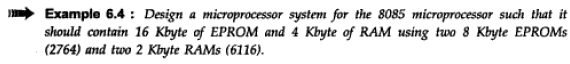 Example 6.4 : Design a microprocessor system for the 8085 microprocessor such that it
should contain 16 Kbyte of EPROM and 4 Kbyte of RAM using two 8 Kbyte EPROMs
(2764) and two 2 Kbyte RAMs (6116).